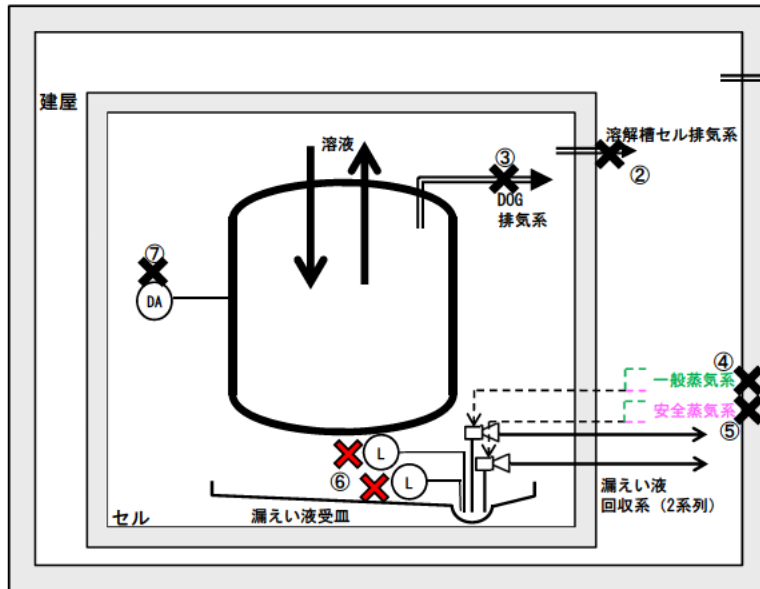 建屋
溶液
③
溶解槽セル排気系
②
DOG
排気系
⑦
DA
④
一般蒸気系
安全蒸気系
⑤
L
⑥
L
漏えい液
回収系（2系列）
セル
漏えい液受皿